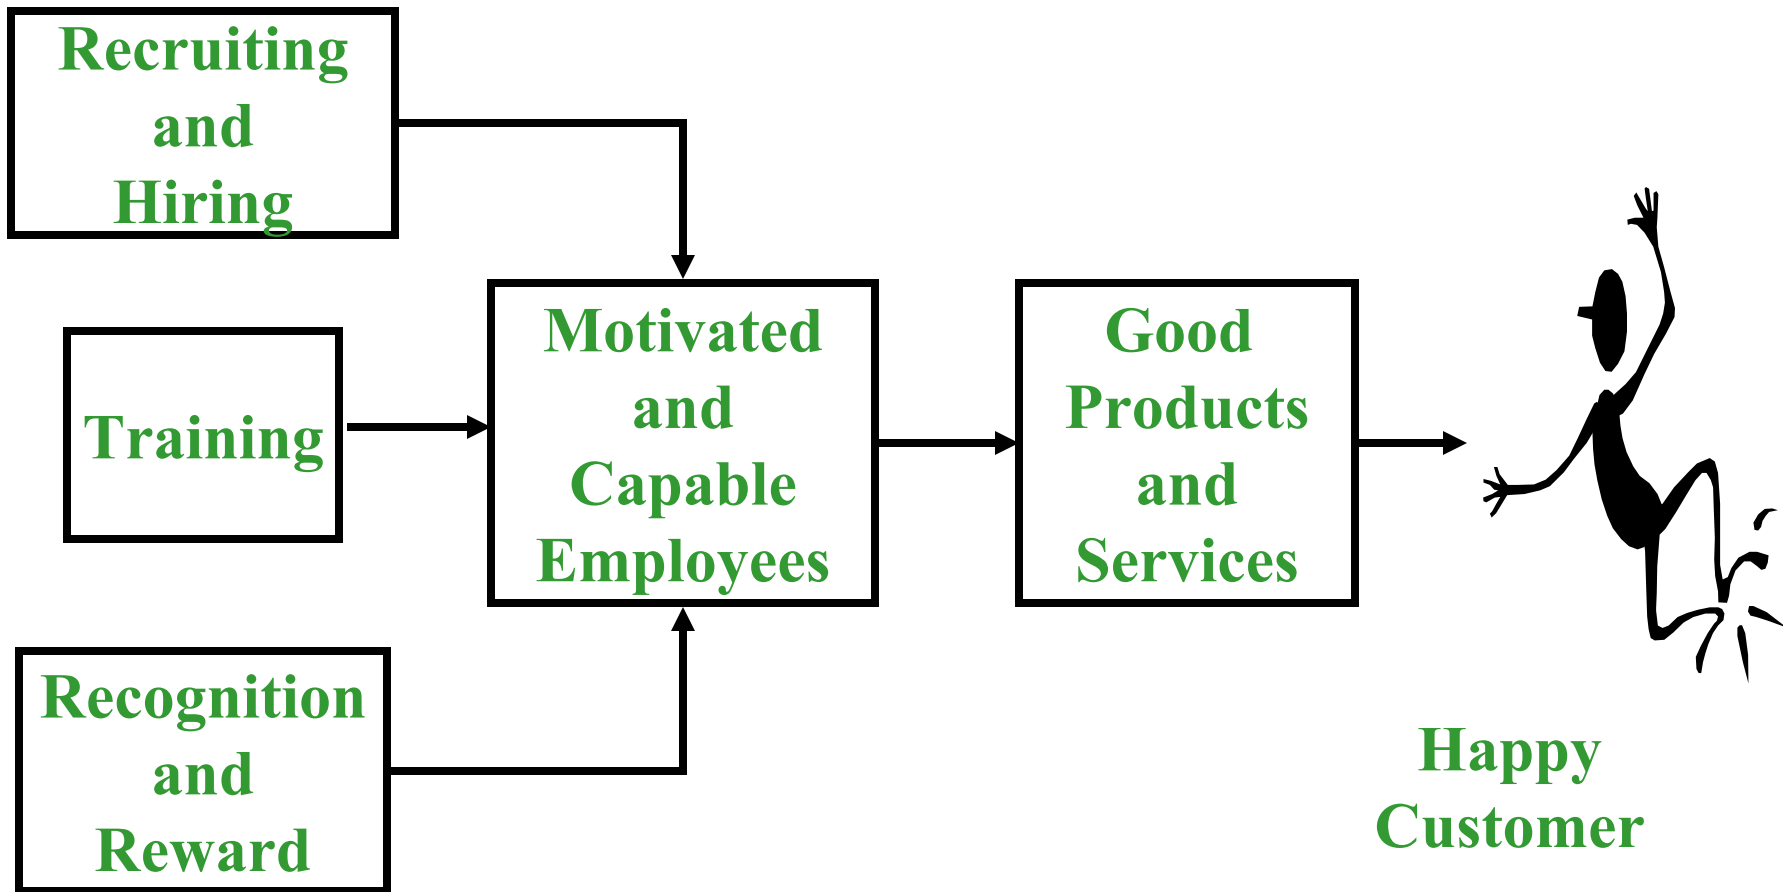 Recruiting
and
Hiring
Training
Recognition
and
Reward
Motivated
and
Capable
Employees
Good
Products
and
Services
Happy
Customer